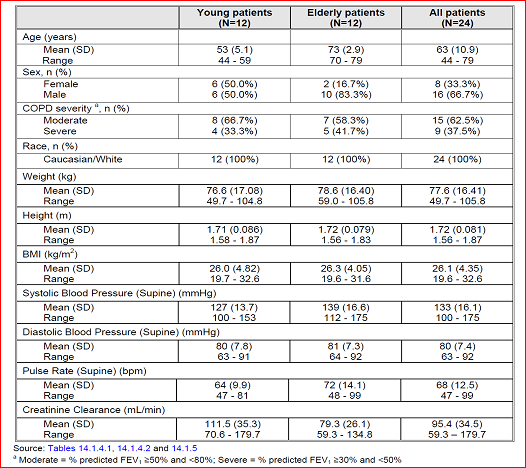 Young patients (N=12) Elderly patients (N=12) All patients (N=24)
Age (years)
Mean (SD) 53 (5.1) 73 (2.9) 63 (10.9)
Range 44 - 59 70 - 79 44 - 79
Sex, n (%)
Female 6 (50.0%) 2 (16.7%) 8 (33.3%)
Male 6 (50.0%) 10 (83.3%) 16 (66.7%)
COPD severity a, n (%)
Moderate 8 (66.7%) 7 (58.3%) 15 (62.5%)
Severe 4 (33.3%) 5 (41.7%) 9 (37.5%)
Race, n (%)
Caucasian/White 12 (100%) 12 (100%) 24 (100%)
Weight (kg)
Mean (SD) 76.6 (17.08) 78.6 (16.40) 77.6 (16.41)
Range 49.7 - 104.8 59.0 - 105.8 49.7 - 105.8
Height (m)
Mean (SD) 1.71 (0.086) 1.72 (0.079) 1.72 (0.081)
Range 1.58 - 1.87 1.56 - 1.83 1.56 - 1.87
BMI (kg/m2)
Mean (SD) 26.0 (4.82) 26.3 (4.05) 26.1 (4.35)
Range 19.7 - 32.6 19.6 - 31.6 19.6 - 32.6
Systolic Blood Pressure (Supine) (mmHg)
Mean (SD) 127 (13.7) 139 (16.6) 133 (16.1)
Range 100 - 153 112 - 175 100 - 175
Diastolic Blood Pressure (Supine) (mmHg)
Mean (SD) 80 (7.8) 81 (7.3) 80 (7.4)
Range 63 - 91 64 - 92 63 - 92
Pulse Rate (Supine) (bpm)
Mean (SD) 64 (9.9) 72 (14.1) 68 (12.5)
Range 47 - 81 48 - 99 47 - 99
Creatinine Clearance (mL/min)
Mean (SD) 111.5 (35.3) 79.3 (26.1) 95.4 (34.5)
Range 70.6 - 179.7 59.3 - 134.8 59.3 – 179.7
Source: Tables 14.1.4.1, 14.1.4.2 and 14.1.5
a Moderate = % predicted FEV1 ≥50% and <80%; Severe = % predicted FEV1 ≥30% and <50%